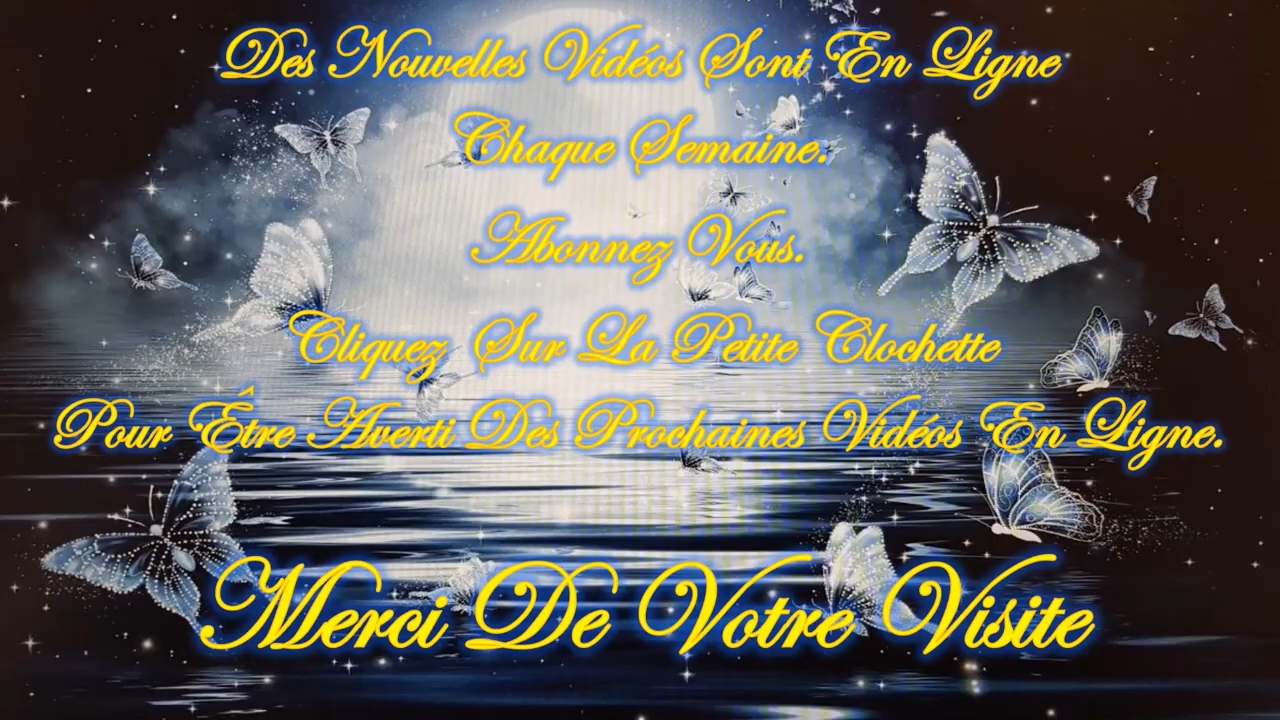 Des Nouvelles Vidéos Sont En Ligne
Chaque Semaine.
Abonnez Vous.
Cliquez Sur La Petite Clochette
Pour Être Averti Des Prochaines Vidéos En Ligne.
Merci De Votre Visite